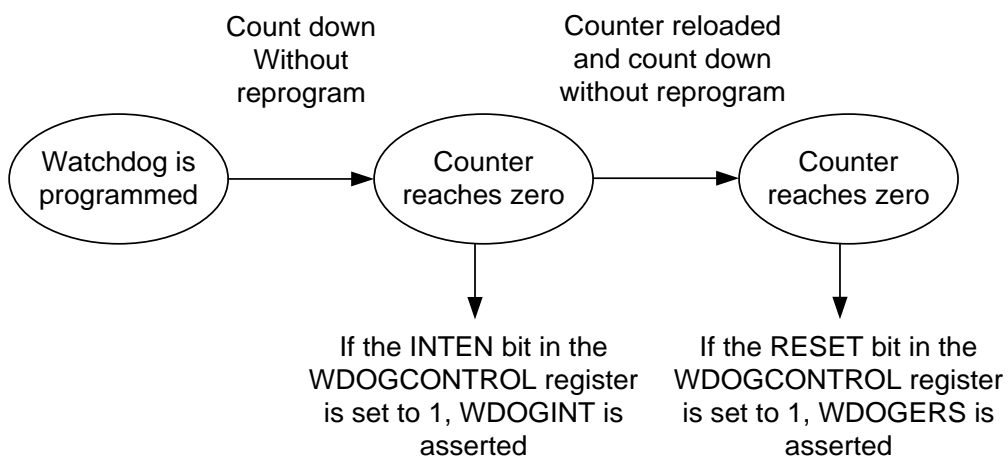 Count down
Without
reprogram
Counter reloaded
and count down
without reprogram
Watchdog is
programmed
Counter
reaches zero
Counter
reaches zero
If the INTEN bit in the
WDOGCONTROL register
is set to 1, WDOGINT is
asserted
If the RESET bit in the
WDOGCONTROL register
is set to 1, WDOGERS is
asserted